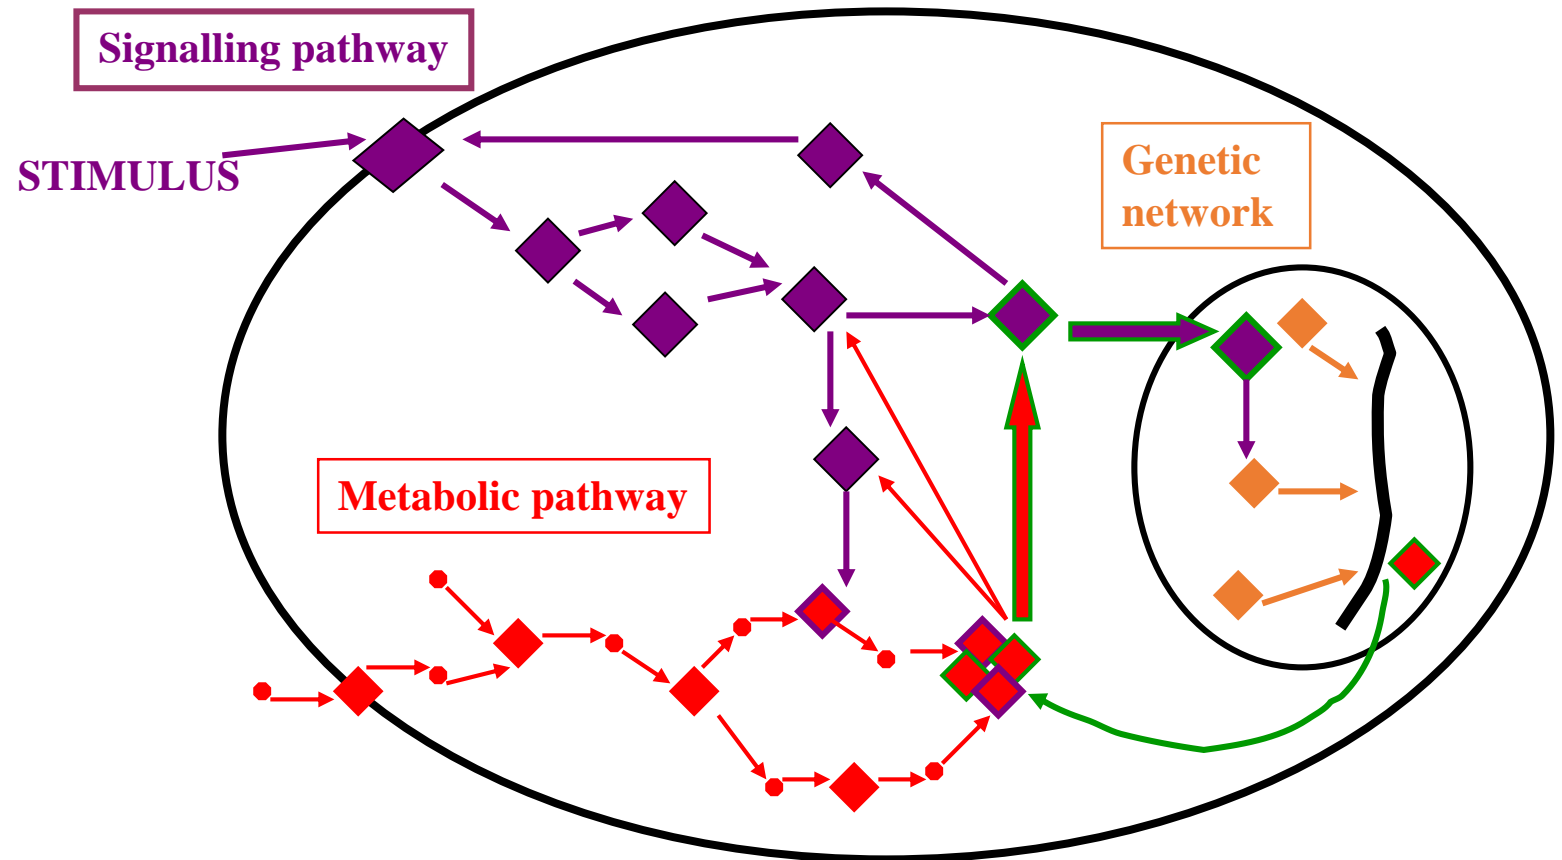 Signalling pathway
STIMULUS
Genetic
network
Metabolic pathway